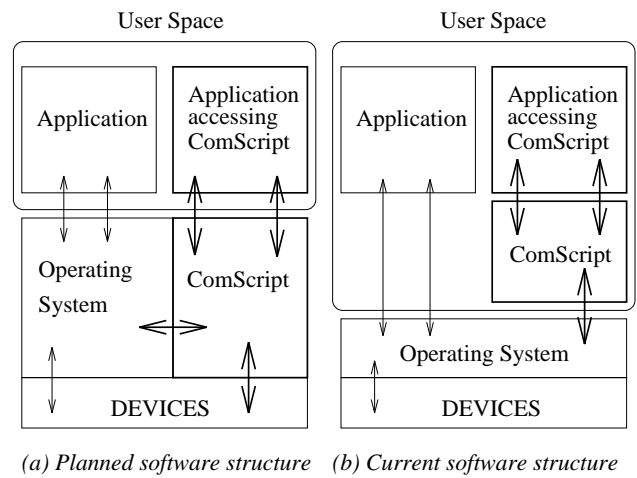 User Space
Application
Application
accessing
ComScript
Operating
System
ComScript
DEVICES
(a) Planned software structure
User Space
Application
Application
accessing
ComScript
ComScript
Operating System
DEVICES
(b) Current software structure